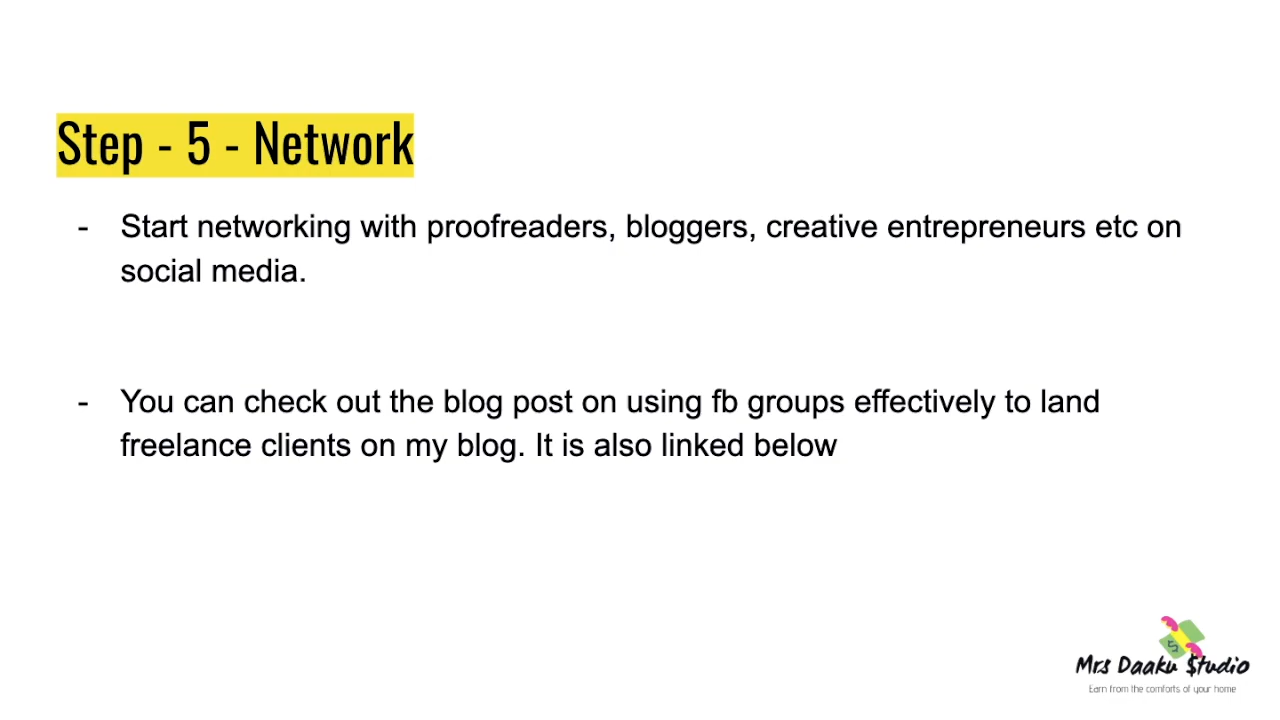 Step - 5 - Network
- Start networking with proofreaders, bloggers, creative entrepreneurs etc on
social media.
- You can check out the blog post on using fb groups effectively to land
freelance clients on my blog. It is also linked below
Mrs Daaku $tudio
Earn from the comforts of your home